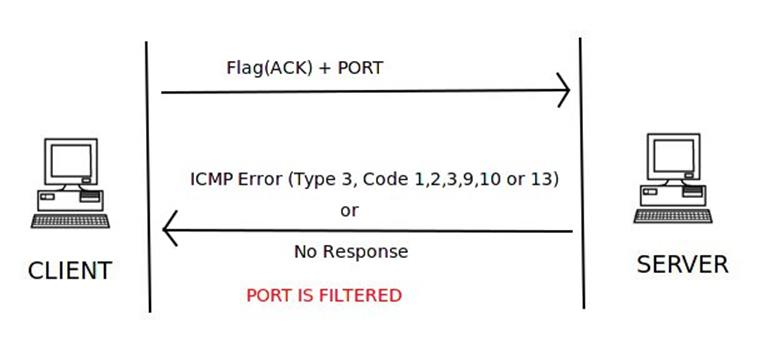 Flag(ACK) + PORT
ICMP Error (Type 3, Code 1,2,3,9,10 or 13)
or
No Response
CLIENT
SERVER
PORT IS FILTERED